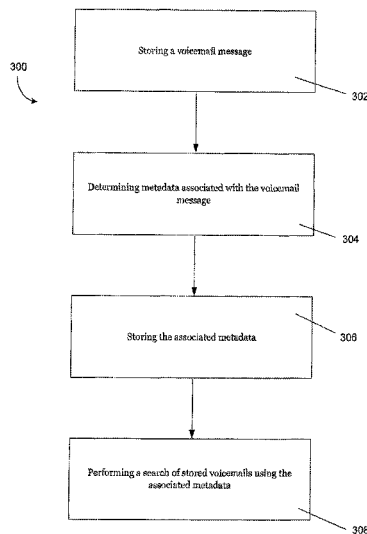 Storing a voicemail message
300
302
Determining metadata associated with the voicemail
message
304
Storing the associated metadata
306
Performing a search of stored voicemails using the
associated metadata
308